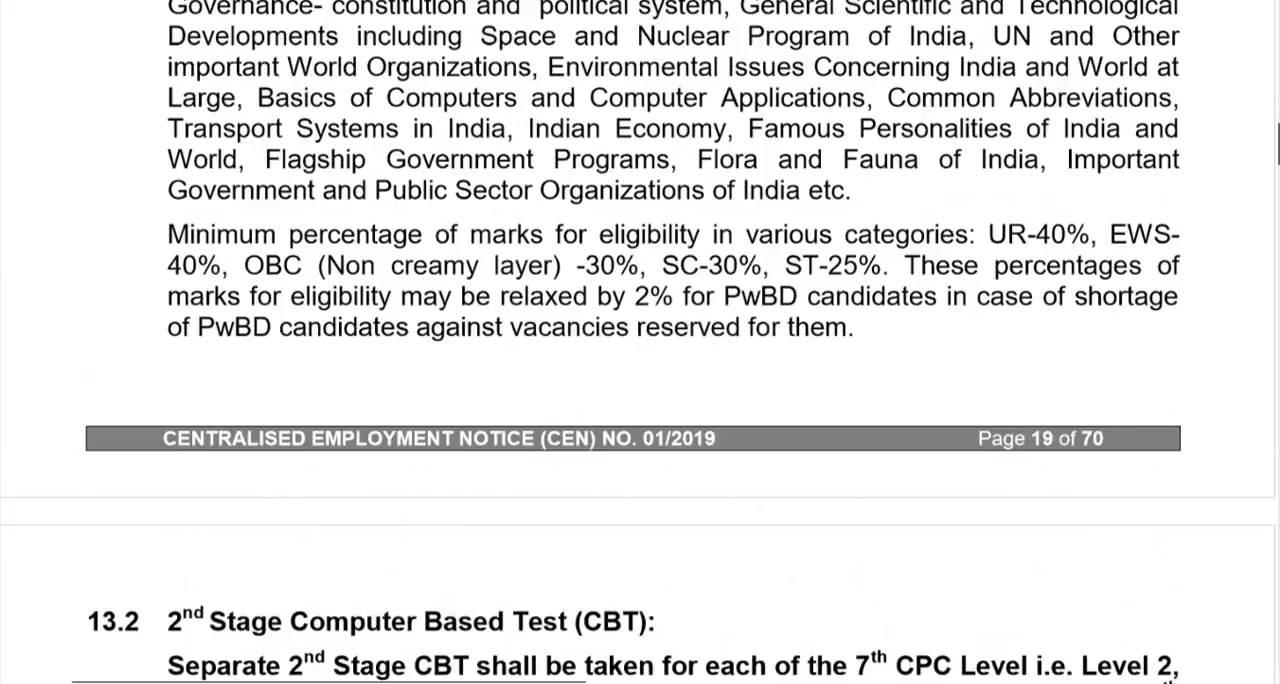 Governance- constitution and political system, General Scientific and Technological
Developments including Space and Nuclear Program of India, UN and Other
important World Organizations, Environmental Issues Concerning India and World at
Large, Basics of Computers and Computer Applications, Common Abbreviations,
Transport Systems in India, Indian Economy, Famous Personalities of India and
World, Flagship Government Programs, Flora and Fauna of India, Important
Government and Public Sector Organizations of India etc.
Minimum percentage of marks for eligibility in various categories: UR-40%, EWS-
40%, OBC (Non creamy layer) -30%, SC-30%, ST-25%. These percentages of
marks for eligibility may be relaxed by 2% for PwBD candidates in case of shortage
of PwBD candidates against vacancies reserved for them.
CENTRALISED EMPLOYMENT NOTICE (CEN) NO. 01/2019 Page 19 of 70
13.2 2nd Stage Computer Based Test (CBT):
Separate 2nd Stage CBT shall be taken for each of the 7th CPC Level i.e. Level 2,